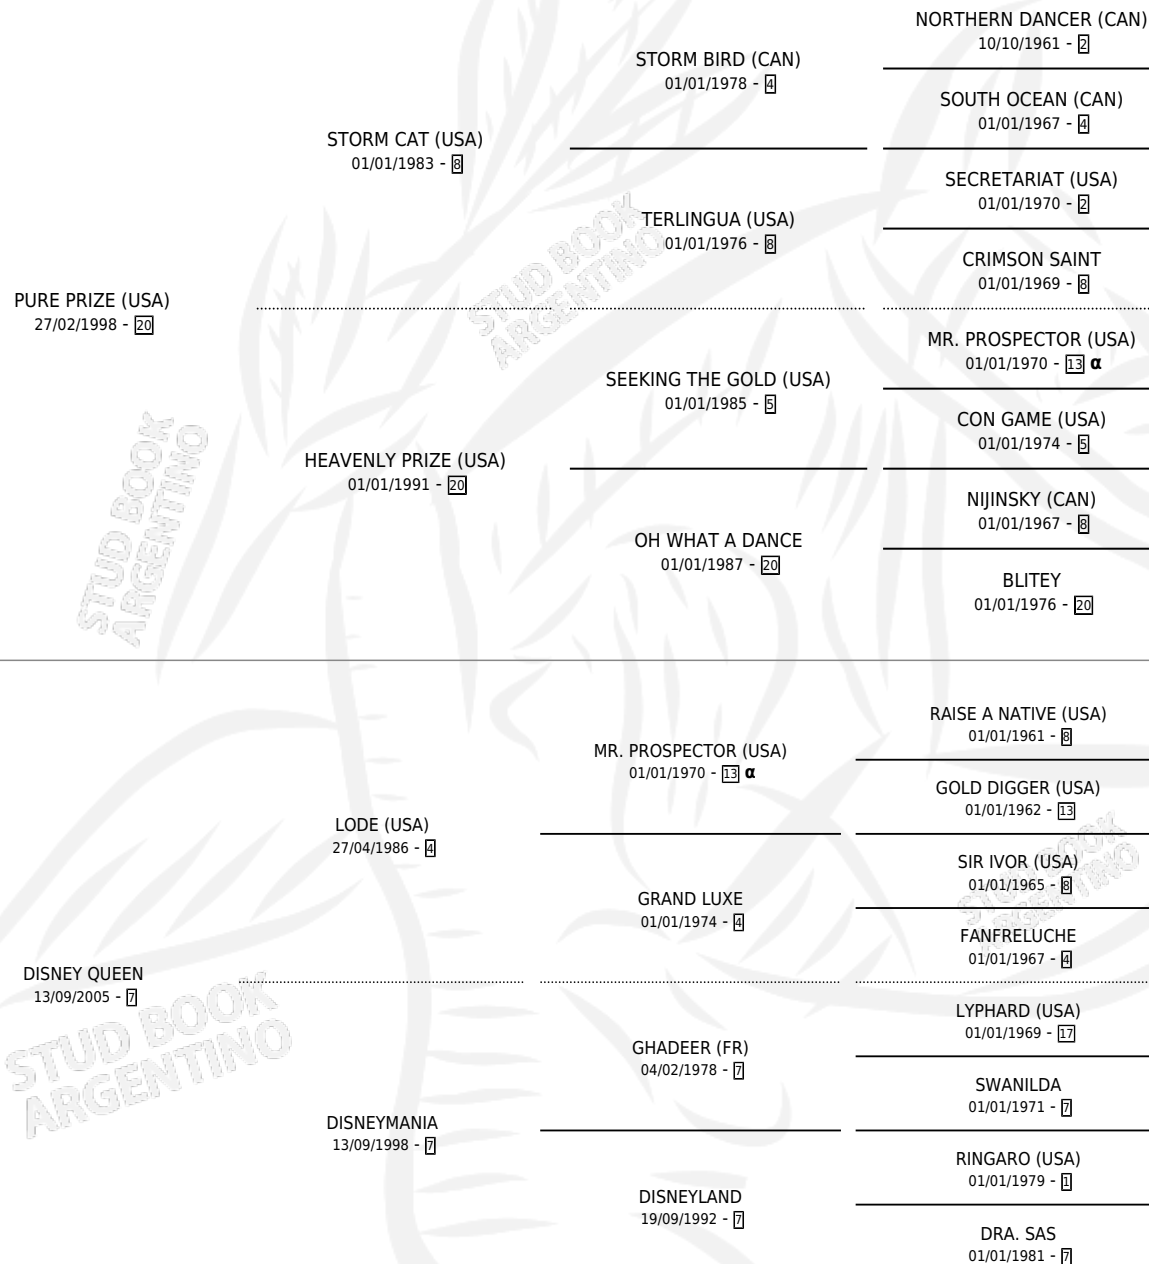 NORTHERN DANCER (CAN)
10/10/1961 - 2
STORM BIRD (CAN)
01/01/1978 - 4
SOUTH OCEAN (CAN)
01/01/1967 - 4
STORM CAT (USA)
01/01/1983 - 8
SECRETARIAT (USA)
01/01/1970 - 2
TERLINGUA (USA)
01/01/1976 - 8
CRIMSON SAINT
01/01/1969 - 8
PURE PRIZE (USA)
27/02/1998 - 20
MR. PROSPECTOR (USA)
01/01/1970 - 13 α
SEEKING THE GOLD (USA)
01/01/1985 - 5
CON GAME (USA)
01/01/1974 - 5
HEAVENLY PRIZE (USA)
01/01/1991 - 20
NIJINSKY (CAN)
01/01/1967 - 8
OH WHAT A DANCE
01/01/1987 - 20
BLITEY
01/01/1976 - 20
RAISE A NATIVE (USA)
01/01/1961 - 8
MR. PROSPECTOR (USA)
01/01/1970 - 13 α
GOLD DIGGER (USA)
01/01/1962 - 13
LODE (USA)
27/04/1986 - 4
SIR IVOR (USA)
01/01/1965 - 8
GRAND LUXE
01/01/1974 - 4
FANFRELUCHE
01/01/1967 - 4
DISNEY QUEEN
13/09/2005 - 7
LYPHARD (USA)
01/01/1969 - 17
GHADEER (FR)
04/02/1978 - 7
SWANILDA
01/01/1971 - 7
DISNEYMANIA
13/09/1998 - 7
RINGARO (USA)
01/01/1979 - 1
DISNEYLAND
19/09/1992 - 7
DRA. SAS
01/01/1981 - 7
STUD BOOK
ARGENTINO
STUD BOOK
ARGENTINO
STUD BOOK
ARGENTINO
STUD BOOK
ARGENTINO